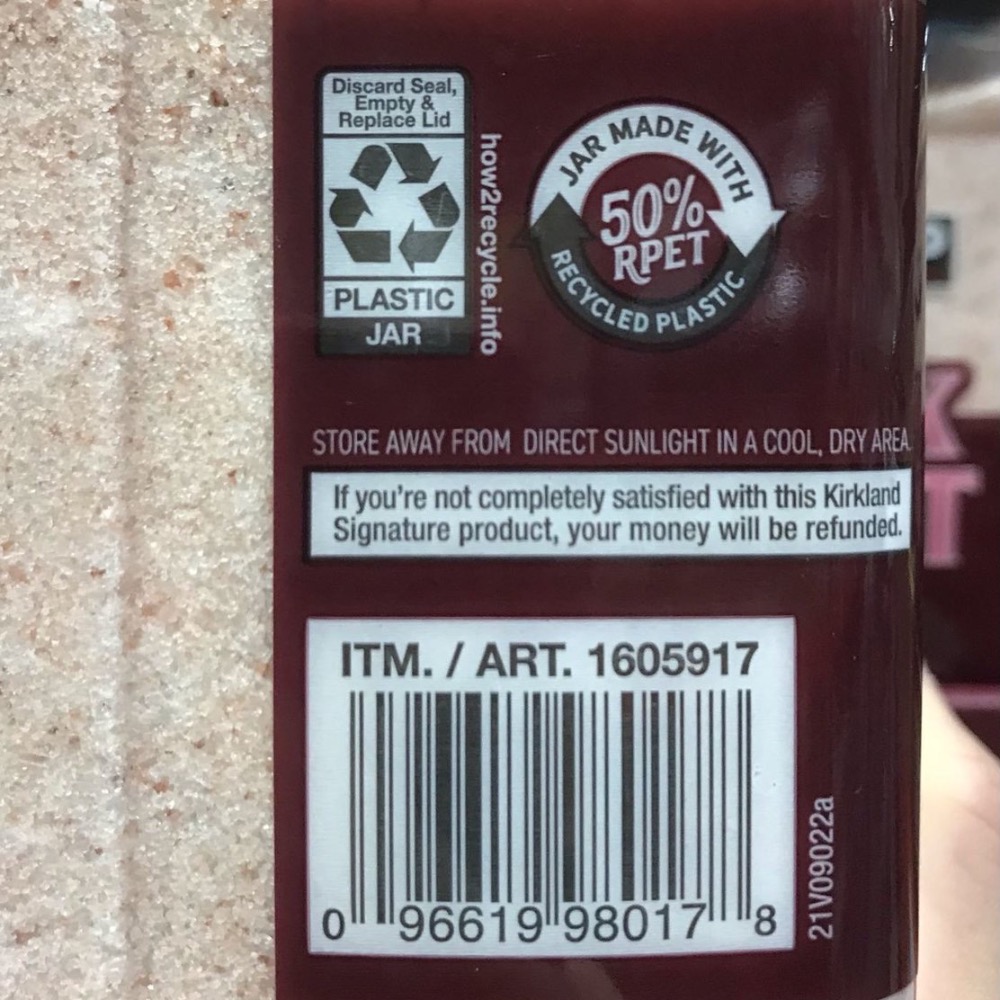 Discard Seal,
Empty &
Replace Lid
PLASTIC
JAR
how2recycle.info
JAR MADE WITH
50%
RPET
RECYCLED PLASTIC
STORE AWAY FROM DIRECT SUNLIGHT IN A COOL, DRY AREA.
If you're not completely satisfied with this Kirkland
Signature product, your money will be refunded.
ITM. / ART. 1605917
0 96619 98017 8
21V09022a
K
T